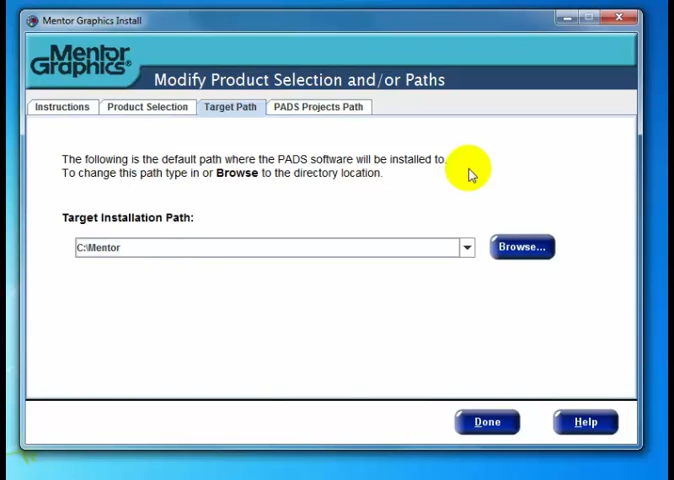 Mentor Graphics Install
Mentor
Graphics®
Modify Product Selection and/or Paths
Instructions
Product Selection
Target Path
PADS Projects Path
The following is the default path where the PADS software will be installed to.
To change this path type in or Browse to the directory location.
Target Installation Path:
C:\Mentor
Browse...
Done
Help